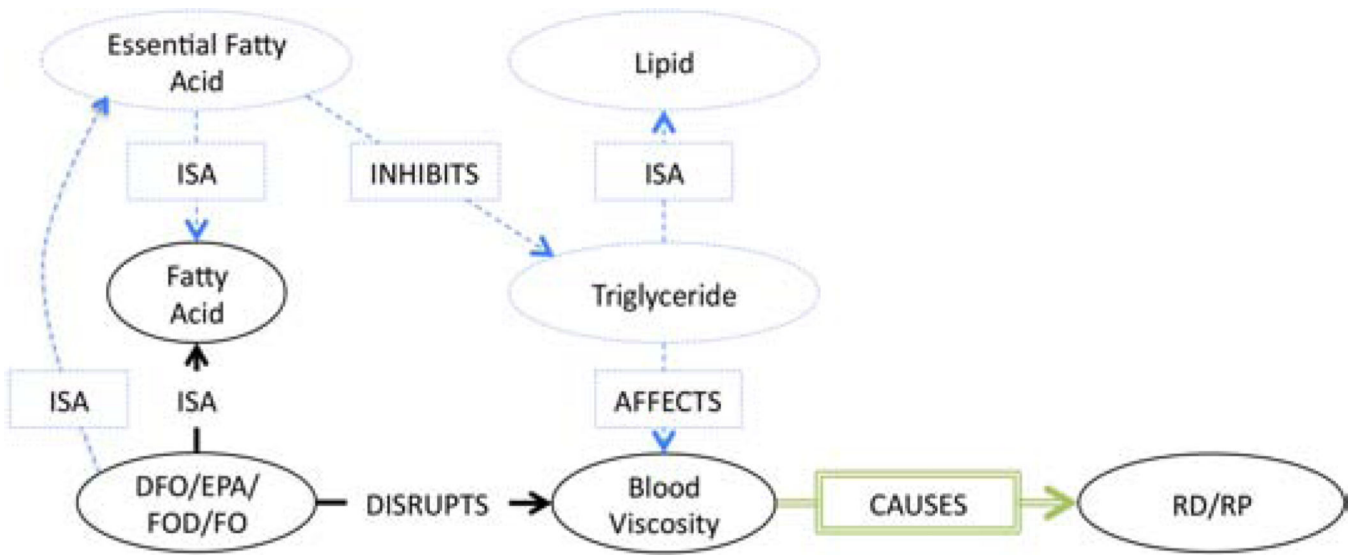 Essential Fatty
Acid
Lipid
ISA
INHIBITS
ISA
Fatty
Acid
Triglyceride
ISA
ISA
AFFECTS
DFO/EPA/
FOD/FO
DISRUPTS
Blood
Viscosity
CAUSES
RD/RP